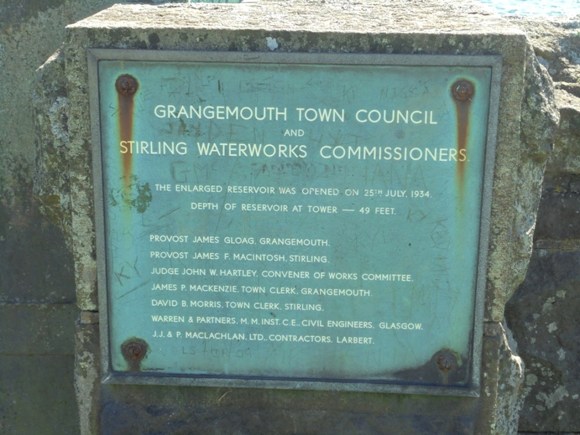 GRANGEMOUTH TOWN COUNCIL
AND
STIRLING WATERWORKS COMMISSIONERS.
THE ENLARGED RESERVOIR WAS OPENED ON 25TH JULY, 1934.
DEPTH OF RESERVOIR AT TOWER — 49 FEET.
PROVOST JAMES GLOAG, GRANGEMOUTH.
PROVOST JAMES F. MACINTOSH, STIRLING.
JUDGE JOHN W. HARTLEY, CONVENER OF WORKS COMMITTEE.
JAMES P. MACKENZIE, TOWN CLERK, GRANGEMOUTH
DAVID B. MORRIS, TOWN CLERK, STIRLING.
WARREN & PARTNERS, M.M. INST. C.E., CIVIL ENGINEERS, GLASGOW.
J.J. & P. MACLACHLAN, LTD., CONTRACTORS, LARBERT.